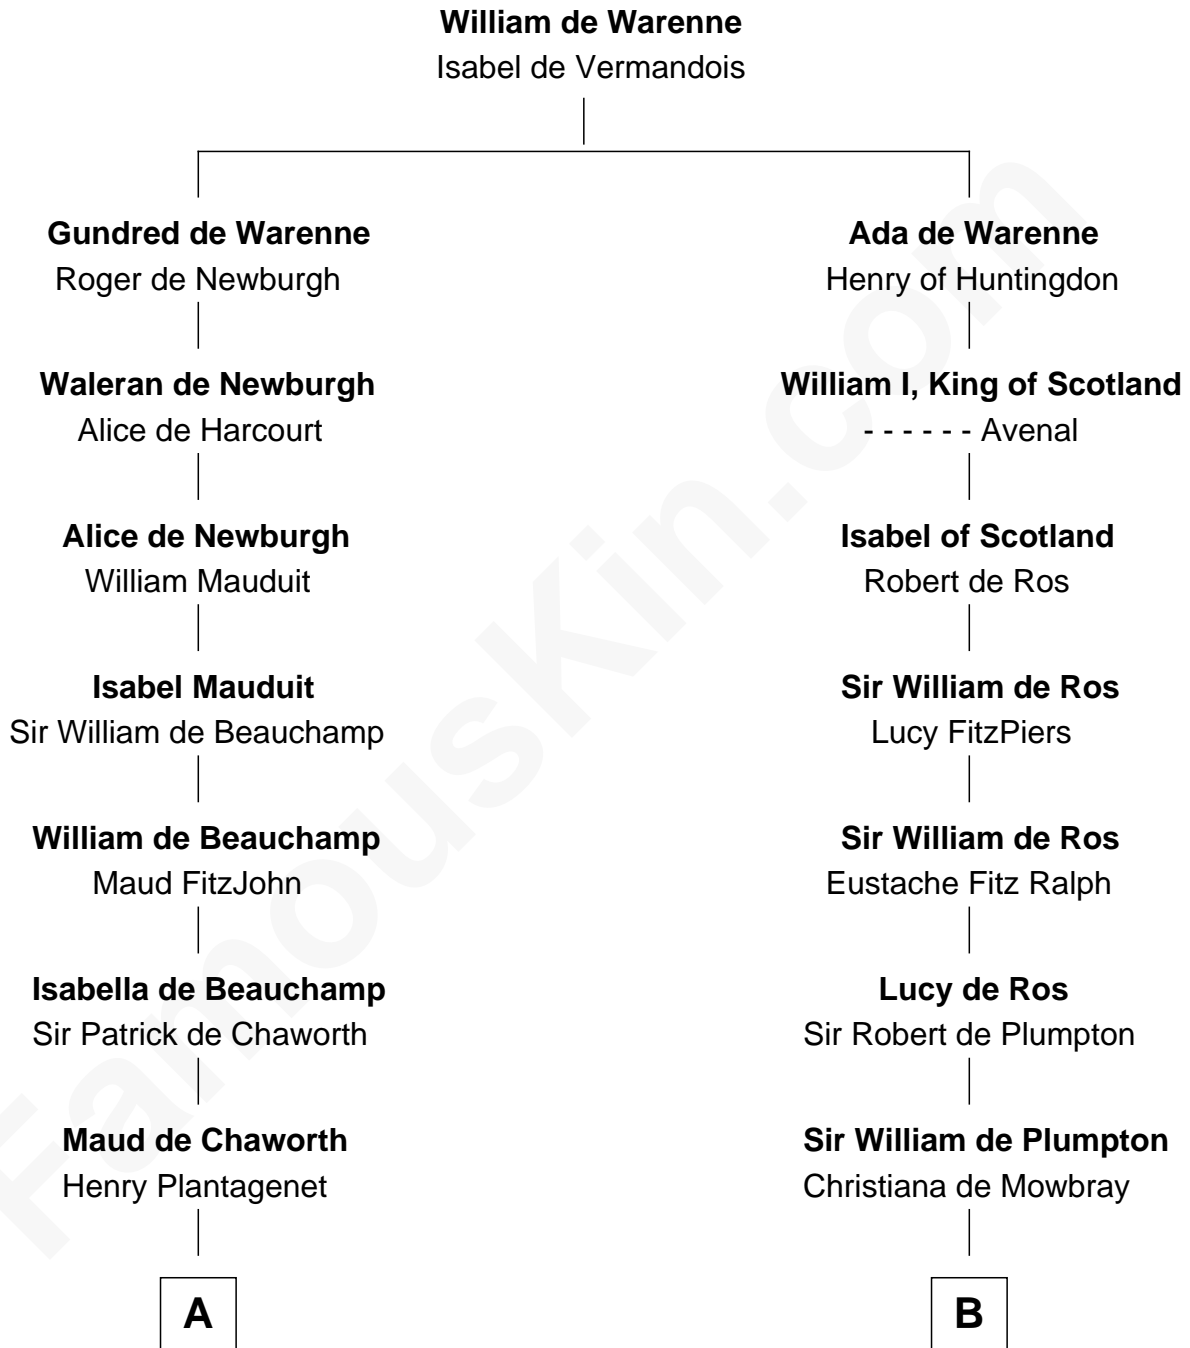 William de Warenne
Isabel de Vermandois
Gundred de Warenne
Roger de Newburgh
Waleran de Newburgh
Alice de Harcourt
Alice de Newburgh
William Mauduit
Isabel Mauduit
Sir William de Beauchamp
William de Beauchamp
Maud FitzJohn
Isabella de Beauchamp
Sir Patrick de Chaworth
Maud de Chaworth
Henry Plantagenet
A
Ada de Warenne
Henry of Huntingdon
William I, King of Scotland
- - - - - - Avenal
Isabel of Scotland
Robert de Ros
Sir William de Ros
Lucy FitzPiers
Sir William de Ros
Eustache Fitz Ralph
Lucy de Ros
Sir Robert de Plumpton
Sir William de Plumpton
Christiana de Mowbray
B
FamousKin.com